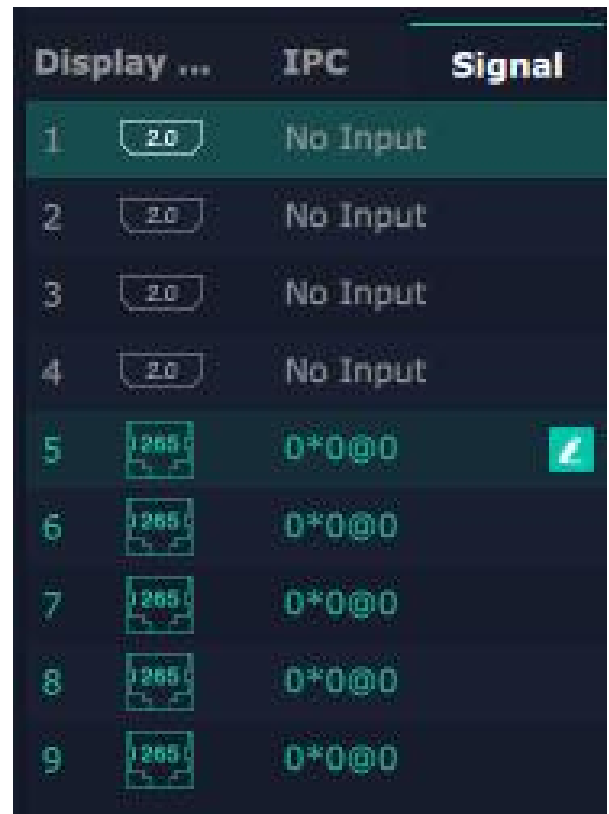 Display ... IPC Signal
1 2.0 No Input
2 2.0 No Input
3 2.0 No Input
4 2.0 No Input
5 265 0*0@0
6 265 0*0@0
7 265 0*0@0
8 265 0*0@0
9 265 0*0@0